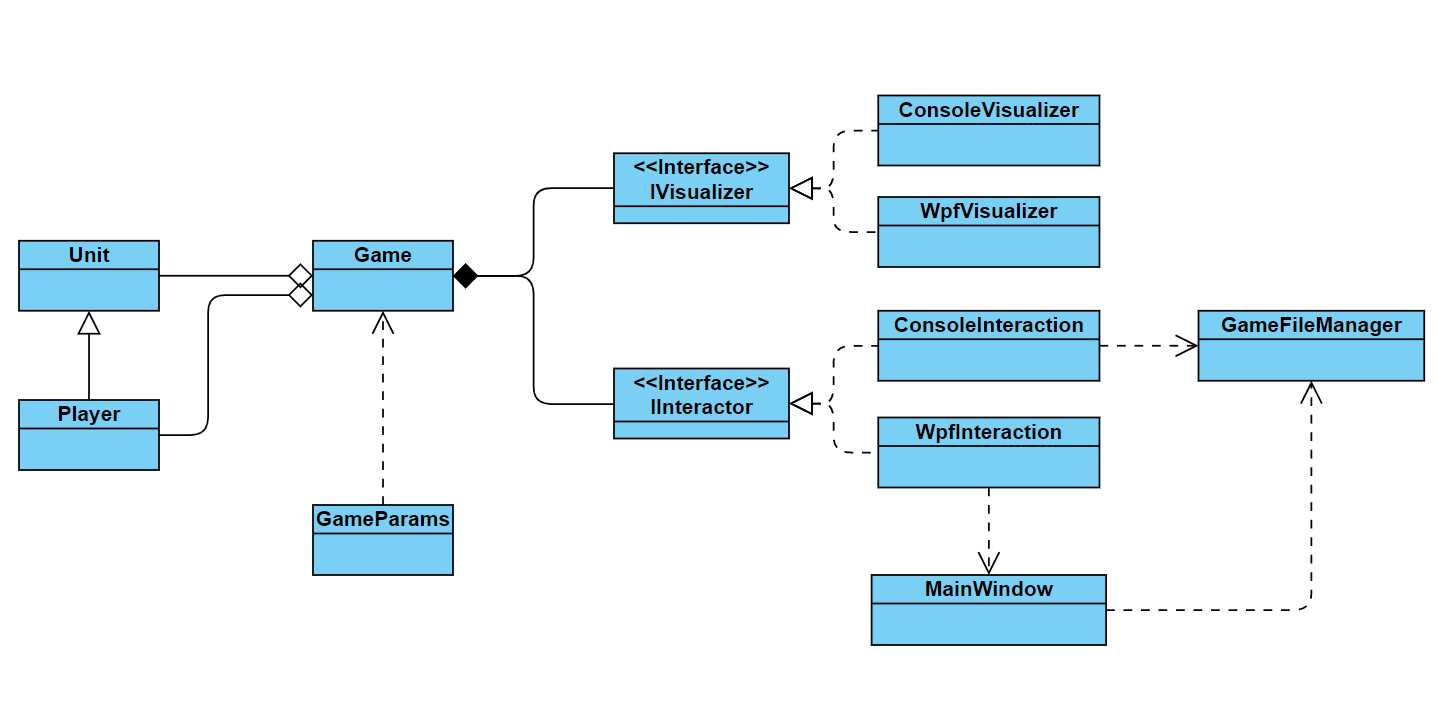 ConsoleVisualizer
<<Interface>>
IVisualizer
WpfVisualizer
Unit
Game
ConsoleInteraction
GameFileManager
<<Interface>>
IInteractor
Player
WpfInteraction
GameParams
MainWindow